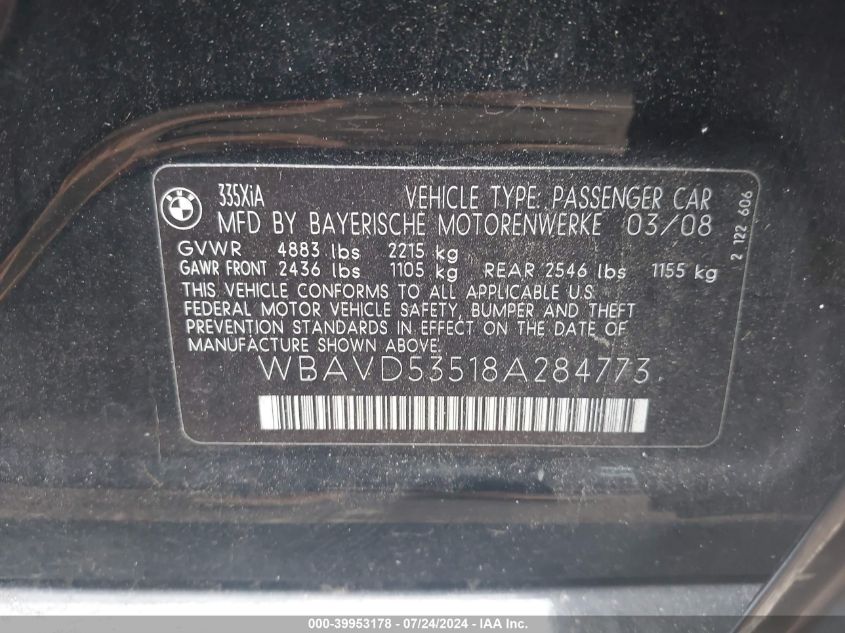 BMW
335XiA VEHICLE TYPE: PASSENGER CAR
MFD BY BAYERISCHE MOTORENWERKE 03/08
GVWR 4883 lbs 2215 kg
GAWR FRONT 2436 lbs 1105 kg REAR 2546 lbs 1155 kg
THIS VEHICLE CONFORMS TO ALL APPLICABLE U.S.
FEDERAL MOTOR VEHICLE SAFETY, BUMPER AND THEFT
PREVENTION STANDARDS IN EFFECT ON THE DATE OF
MANUFACTURE SHOWN ABOVE.
WBAVD53518A284773
2 122 606
000-39953178 - 07/24/2024 - IAA Inc.